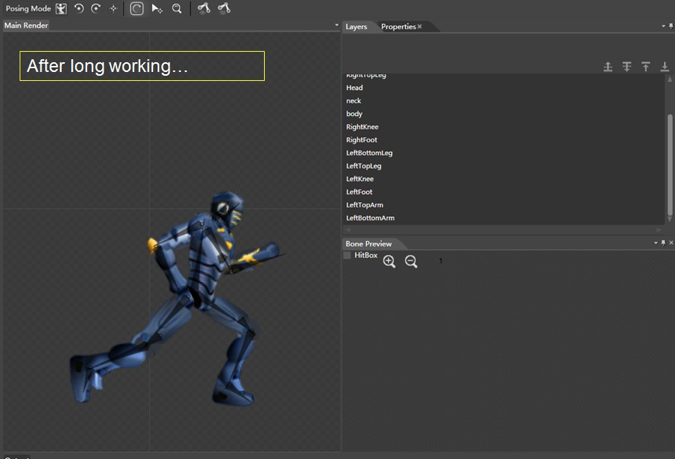 Posing Mode
Main Render
After long working...
Layers Properties
RightTopLeg
Head
neck
body
RightKnee
RightFoot
LeftBottomLeg
LeftTopLeg
LeftKnee
LeftFoot
LeftTopArm
LeftBottomArm
Bone Preview
HitBox
1